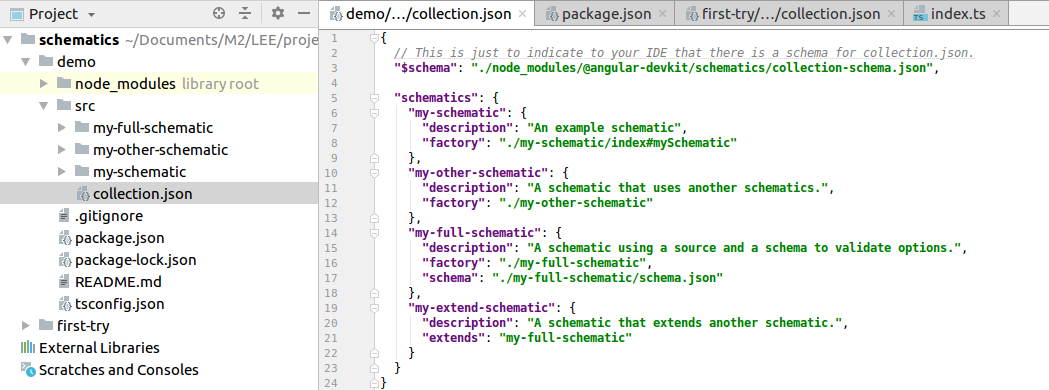 Project
schematics ~/Documents/M2/LEE/proje
demo
node_modules library root
src
my-full-schematic
my-other-schematic
my-schematic
collection.json
.gitignore
package.json
package-lock.json
README.md
tsconfig.json
first-try
External Libraries
Scratches and Consoles
demo/.../collection.json package.json first-try/.../collection.json index.ts
1 {
2 // This is just to indicate to your IDE that there is a schema for collection.json.
3 "$schema": "./node_modules/@angular-devkit/schematics/collection-schema.json",
4
5 "schematics": {
6 "my-schematic": {
7 "description": "An example schematic",
8 "factory": "./my-schematic/index#mySchematic"
9 },
10 "my-other-schematic": {
11 "description": "A schematic that uses another schematics.",
12 "factory": "./my-other-schematic"
13 },
14 "my-full-schematic": {
15 "description": "A schematic using a source and a schema to validate options.",
16 "factory": "./my-full-schematic",
17 "schema": "./my-full-schematic/schema.json"
18 },
19 "my-extend-schematic": {
20 "description": "A schematic that extends another schematic.",
21 "extends": "my-full-schematic"
22 }
23 }
24 }